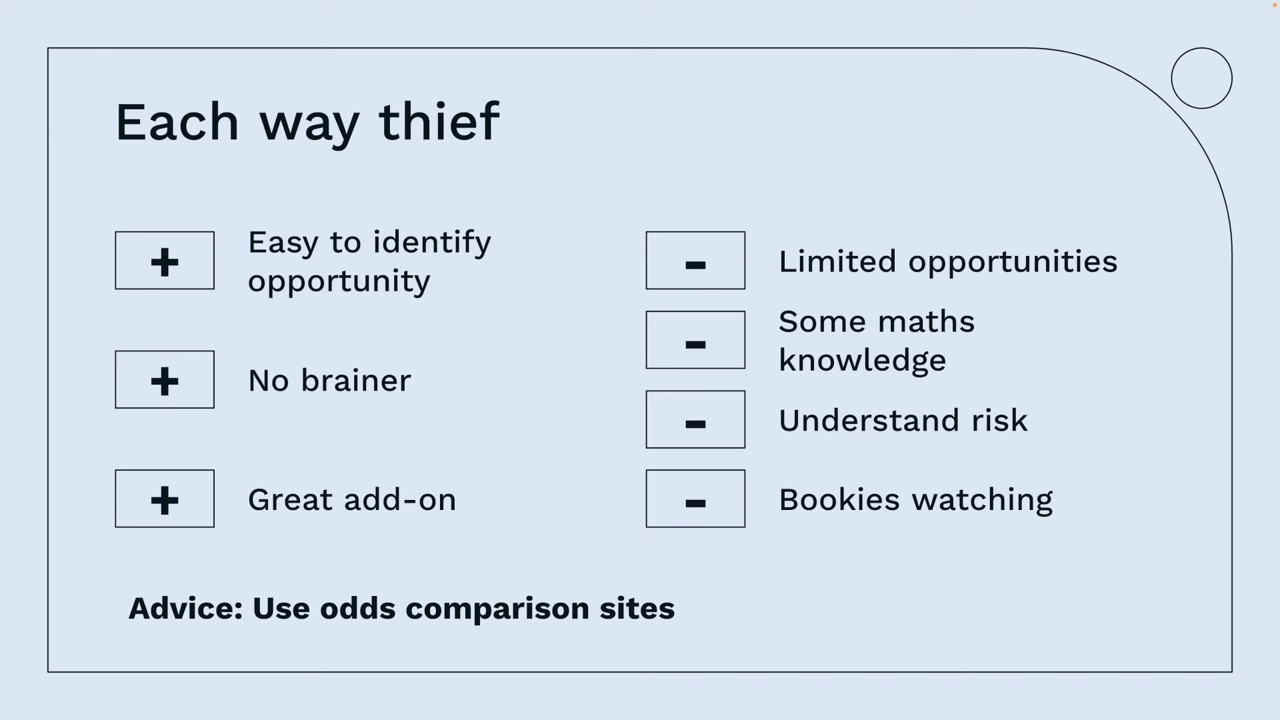 Each way thief
+ Easy to identify
opportunity
+ No brainer
+ Great add-on
- Limited opportunities
- Some maths
knowledge
- Understand risk
- Bookies watching
Advice: Use odds comparison sites